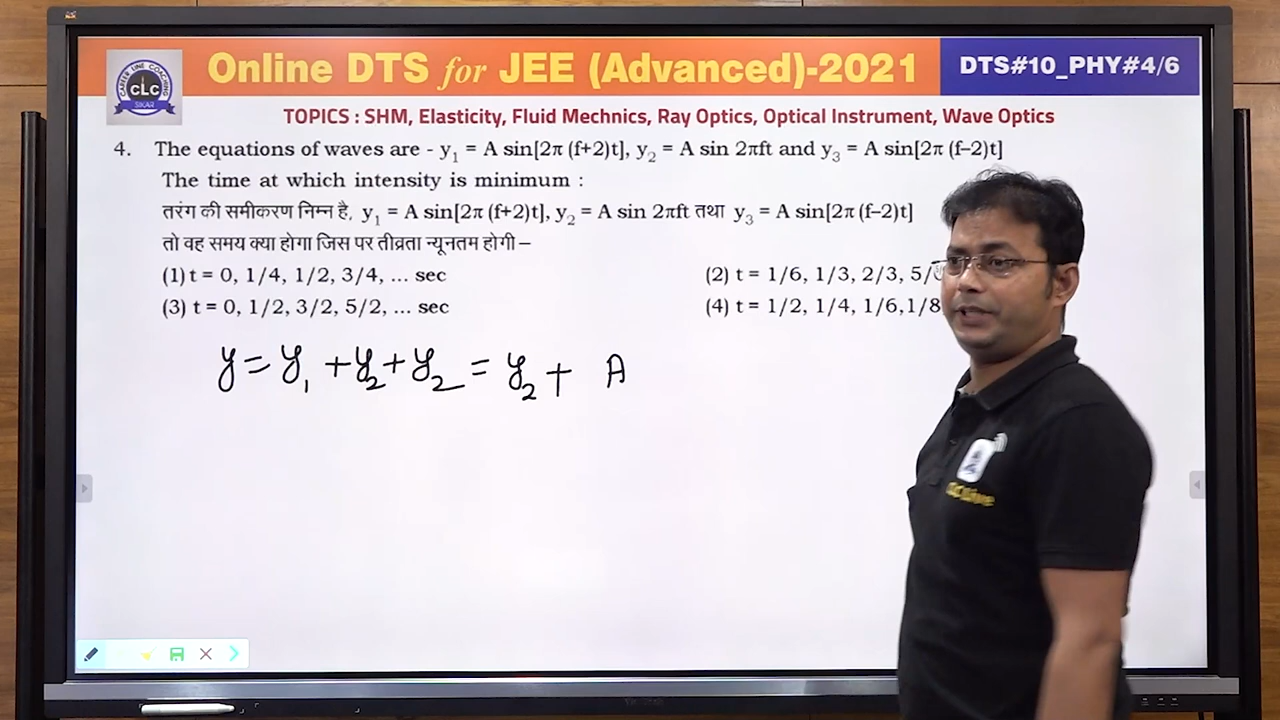 Online DTS for JEE (Advanced)-2021
DTS#10_PHY#4/6
CAREER LINE COACHING
CLC
SIKAR
TOPICS : SHM, Elasticity, Fluid Mechnics, Ray Optics, Optical Instrument, Wave Optics
4. The equations of waves are - y₁ = A sin[2π (f+2)t], y₂ = A sin 2πft and y₃ = A sin[2π (f–2)t]
The time at which intensity is minimum :
तरंग की समीकरण निम्न है, y₁ = A sin[2π (f+2)t], y₂ = A sin 2πft तथा y₃ = A sin[2π (f–2)t]
तो वह समय क्या होगा जिस पर तीव्रता न्यूनतम होगी –
(1) t = 0, 1/4, 1/2, 3/4, ... sec
(2) t = 1/6, 1/3, 2/3, 5/
(3) t = 0, 1/2, 3/2, 5/2, ... sec
(4) t = 1/2, 1/4, 1/6,1/8
y = y₁ + y₂ + y₂ = y₂ + A
CLC